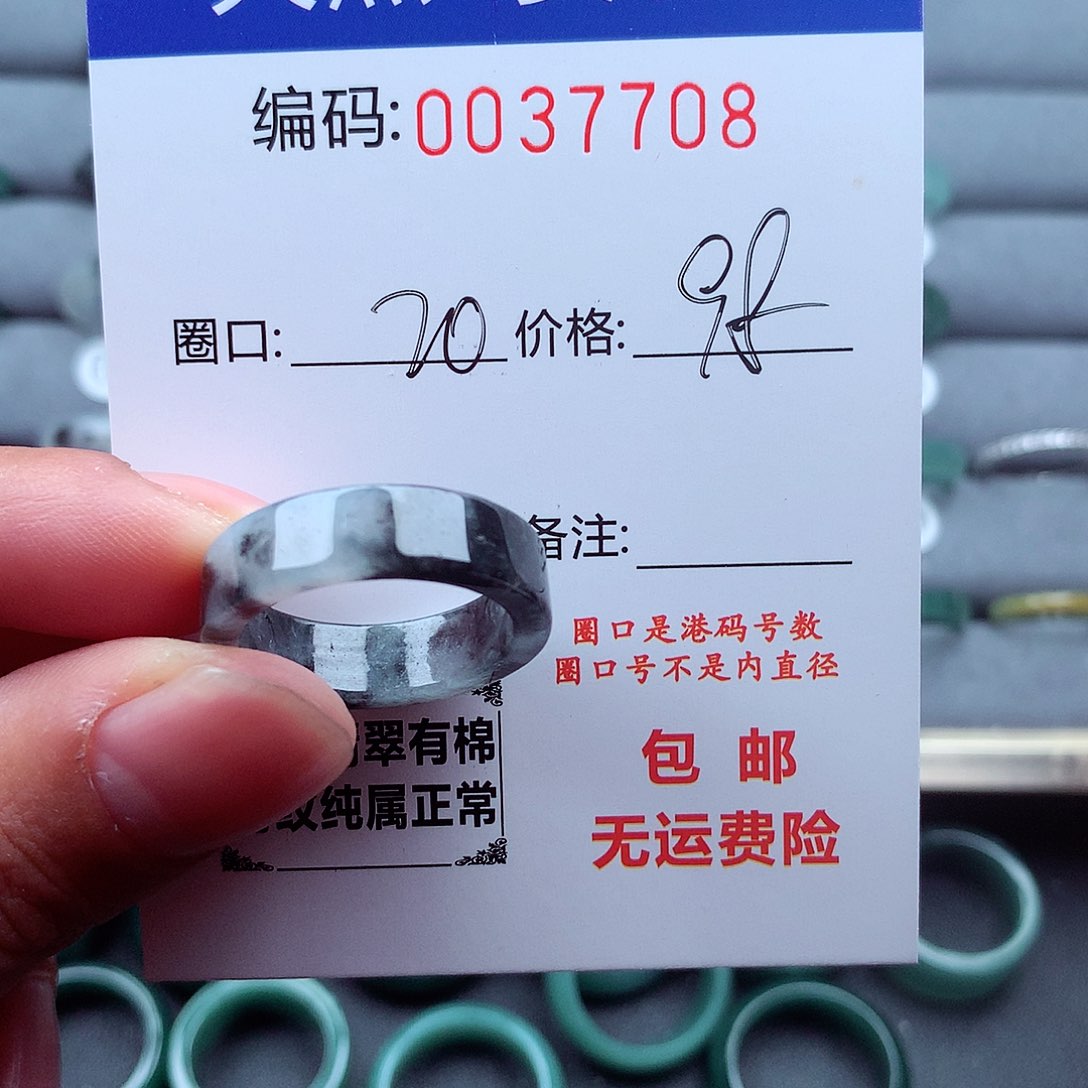 编码:0037708
圈口: 20 价格:
备注:
圈口是港码号数
圈口号不是内直径
翠有棉
纹纯属正常
包 邮
无运费险